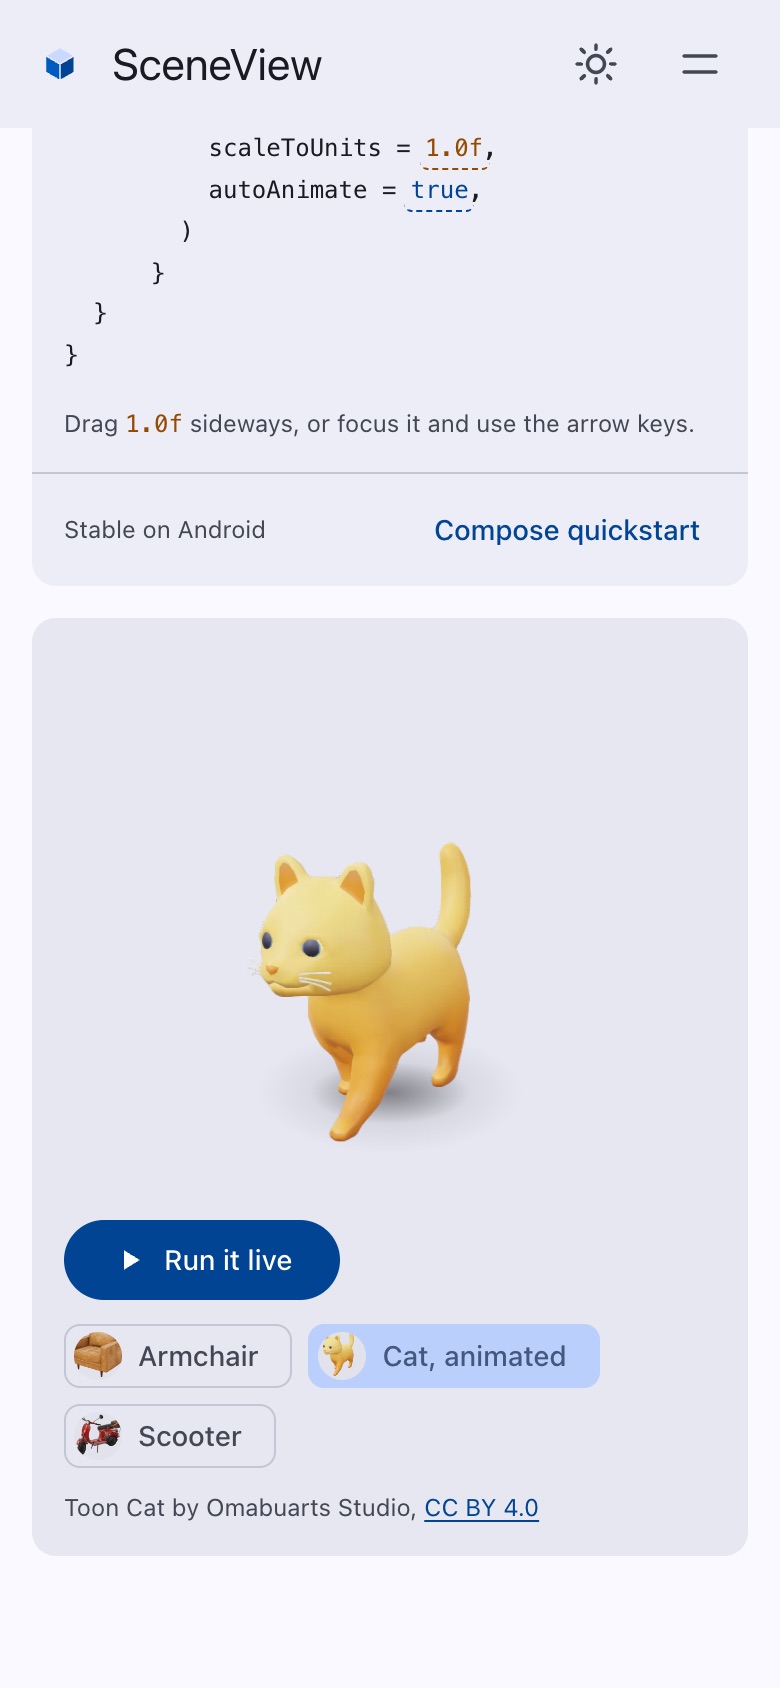 SceneView
scaleToUnits = 1.0f,
autoAnimate = true,
)
}
}
}
Drag 1.0f sideways, or focus it and use the arrow keys.
Stable on Android
Compose quickstart
Run it live
Armchair
Cat, animated
Scooter
Toon Cat by Omabuarts Studio, CC BY 4.0